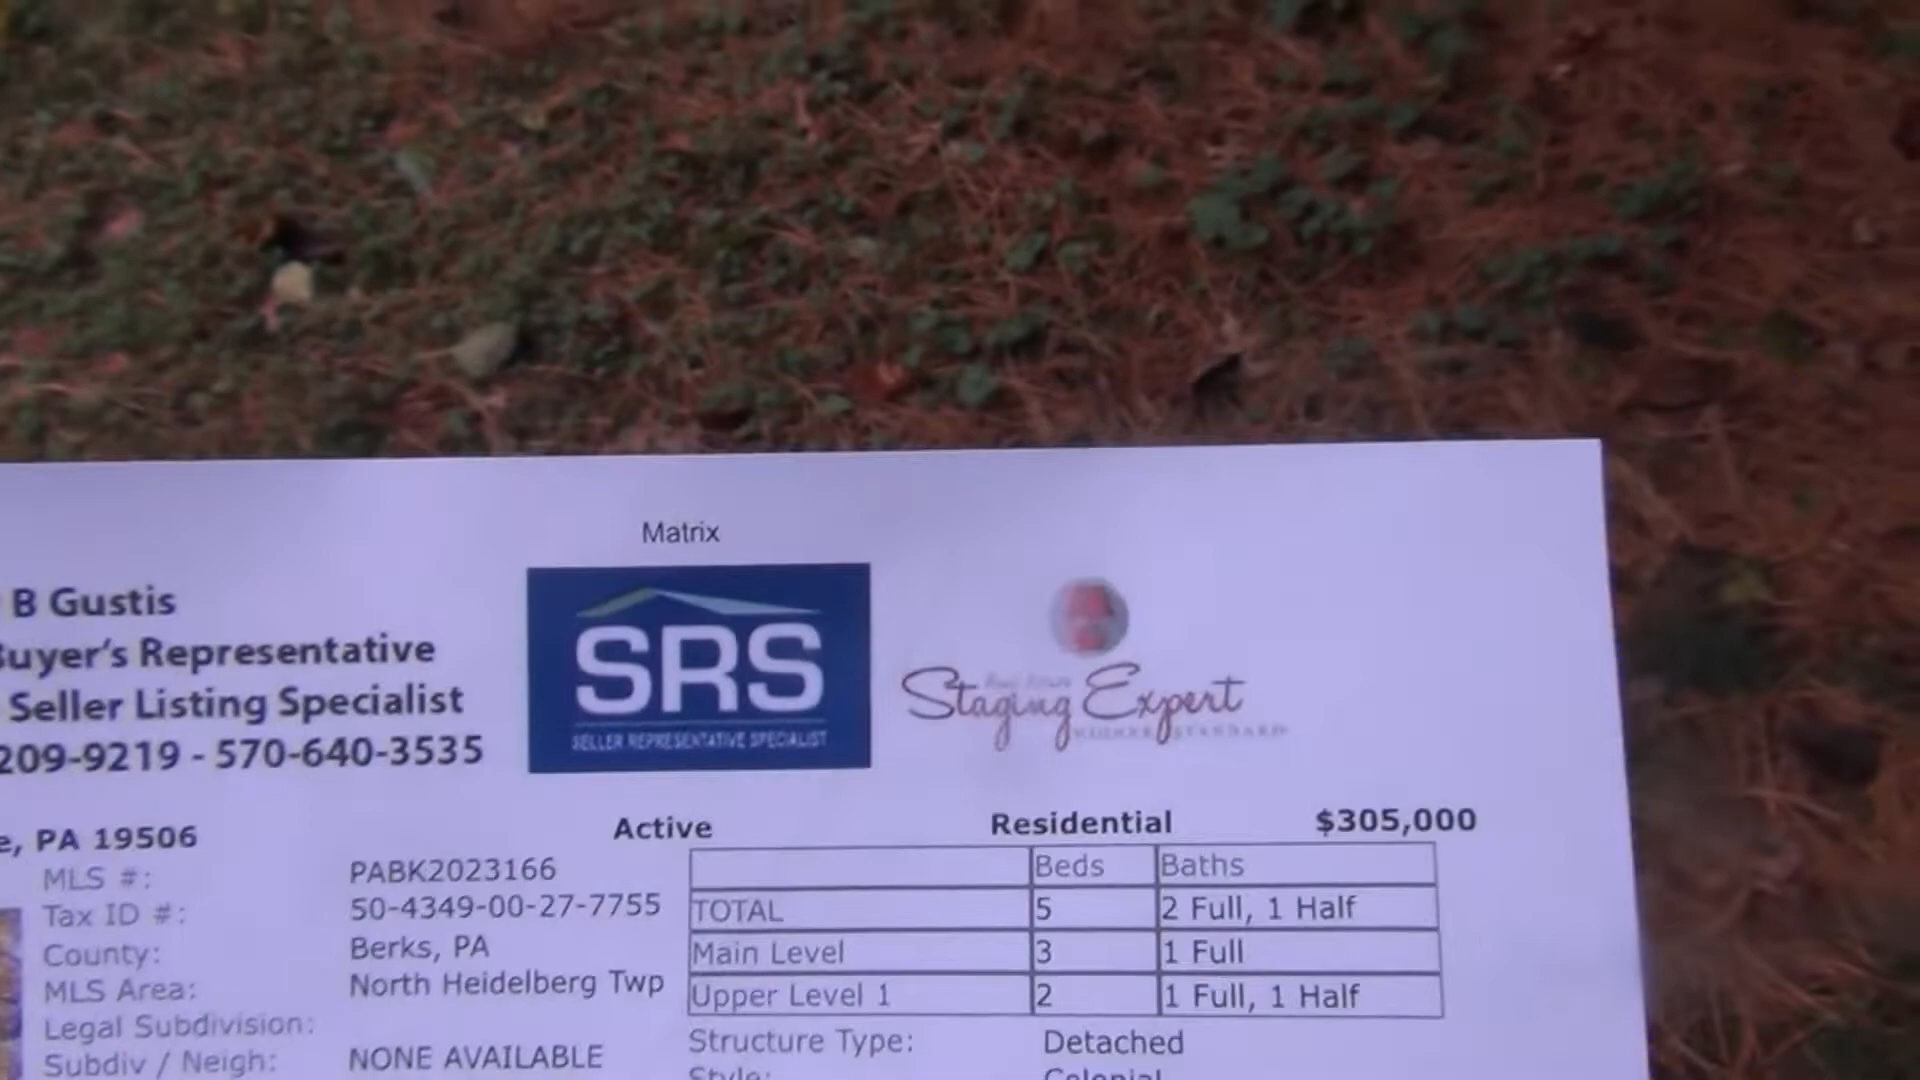 Matrix
B Gustis
Buyer's Representative
Seller Listing Specialist
209-9219 - 570-640-3535
SRS
SELLER REPRESENTATIVE SPECIALIST
Staging Expert
e, PA 19506
Active
Residential
$305,000
MLS #: PABK2023166
Tax ID #: 50-4349-00-27-7755
County: Berks, PA
MLS Area: North Heidelberg Twp
Legal Subdivision:
Subdiv / Neigh: NONE AVAILABLE
Beds Baths
TOTAL 5 2 Full, 1 Half
Main Level 3 1 Full
Upper Level 1 2 1 Full, 1 Half
Structure Type: Detached
Style: Colonial